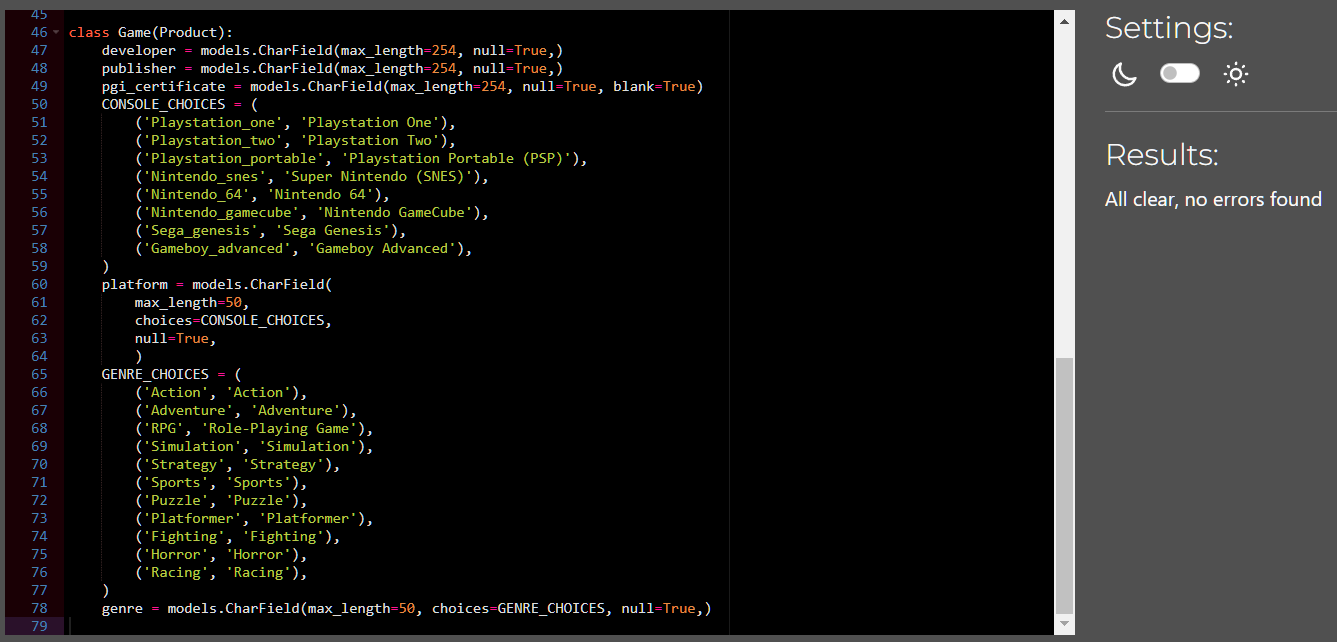 45
46 class Game(Product):
47     developer = models.CharField(max_length=254, null=True,)
48     publisher = models.CharField(max_length=254, null=True,)
49     pgi_certificate = models.CharField(max_length=254, null=True, blank=True)
50     CONSOLE_CHOICES = (
51         ('Playstation_one', 'Playstation One'),
52         ('Playstation_two', 'Playstation Two'),
53         ('Playstation_portable', 'Playstation Portable (PSP)'),
54         ('Nintendo_snes', 'Super Nintendo (SNES)'),
55         ('Nintendo_64', 'Nintendo 64'),
56         ('Nintendo_gamecube', 'Nintendo GameCube'),
57         ('Sega_genesis', 'Sega Genesis'),
58         ('Gameboy_advanced', 'Gameboy Advanced'),
59     )
60     platform = models.CharField(
61         max_length=50,
62         choices=CONSOLE_CHOICES,
63         null=True,
64         )
65     GENRE_CHOICES = (
66         ('Action', 'Action'),
67         ('Adventure', 'Adventure'),
68         ('RPG', 'Role-Playing Game'),
69         ('Simulation', 'Simulation'),
70         ('Strategy', 'Strategy'),
71         ('Sports', 'Sports'),
72         ('Puzzle', 'Puzzle'),
73         ('Platformer', 'Platformer'),
74         ('Fighting', 'Fighting'),
75         ('Horror', 'Horror'),
76         ('Racing', 'Racing'),
77     )
78     genre = models.CharField(max_length=50, choices=GENRE_CHOICES, null=True,)
79
Settings:
Results:
All clear, no errors found